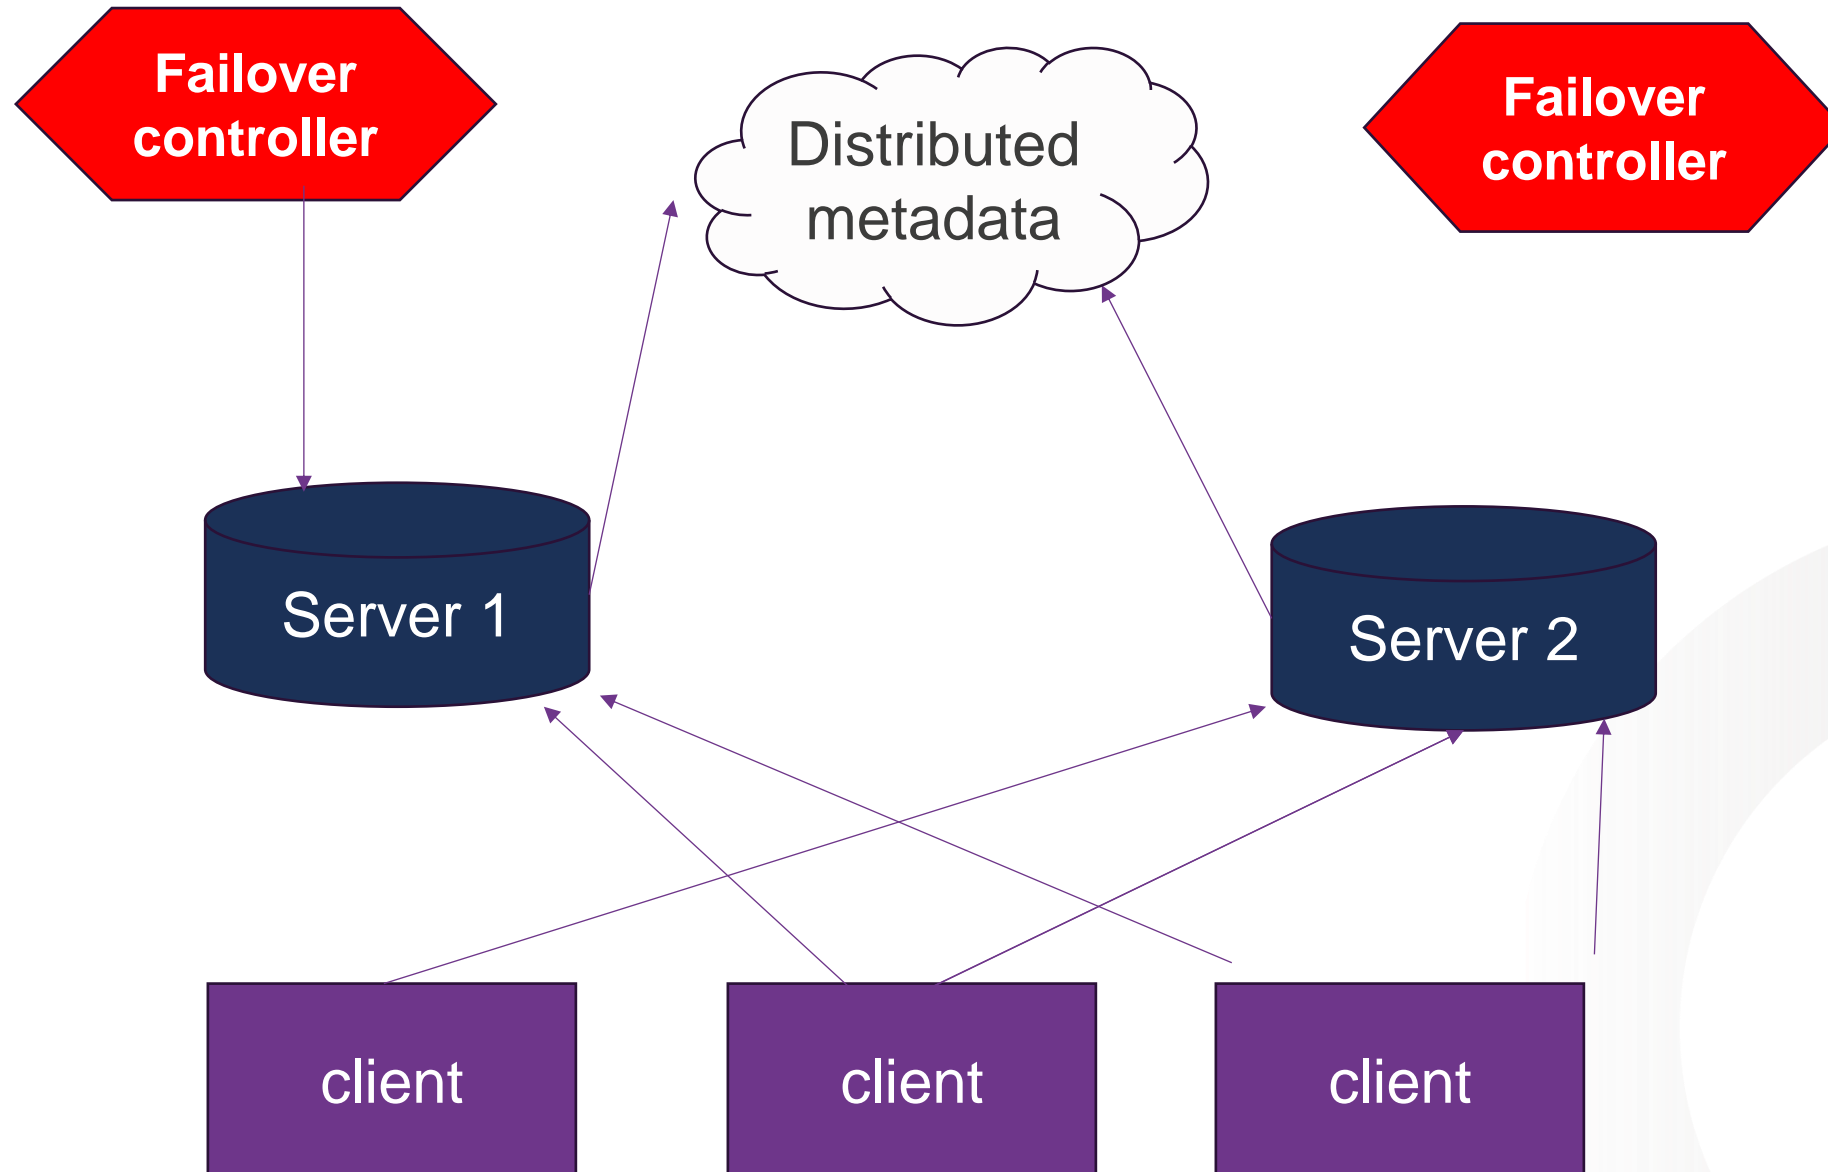 Failover
controller
Distributed
metadata
Failover
controller
Server 1
Server 2
client
client
client